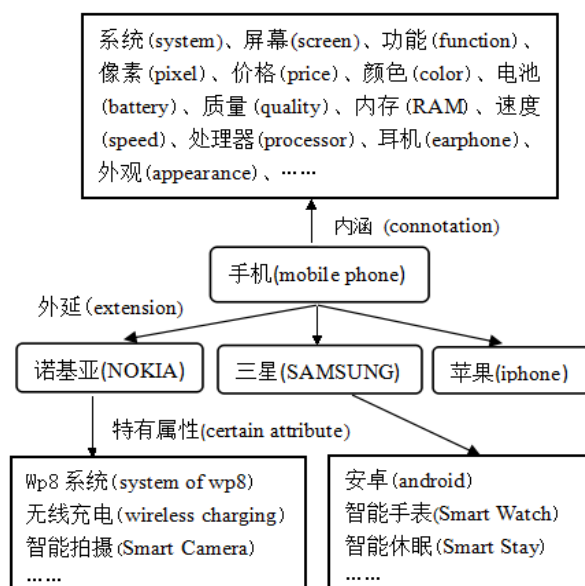 系统(system)、屏幕(screen)、功能(function)、
像素(pixel)、价格(price)、颜色(color)、电池
(battery)、质量(quality)、内存(RAM)、速度
(speed)、处理器(processor)、耳机(earphone)、
外观(appearance)、……
内涵 (connotation)
手机(mobile phone)
外延(extension)
诺基亚(NOKIA)
三星(SAMSUNG)
苹果(iphone)
特有属性(certain attribute)
Wp8 系统(system of wp8)
无线充电(wireless charging)
智能拍摄(Smart Camera)
……
安卓(android)
智能手表(Smart Watch)
智能休眠(Smart Stay)
……